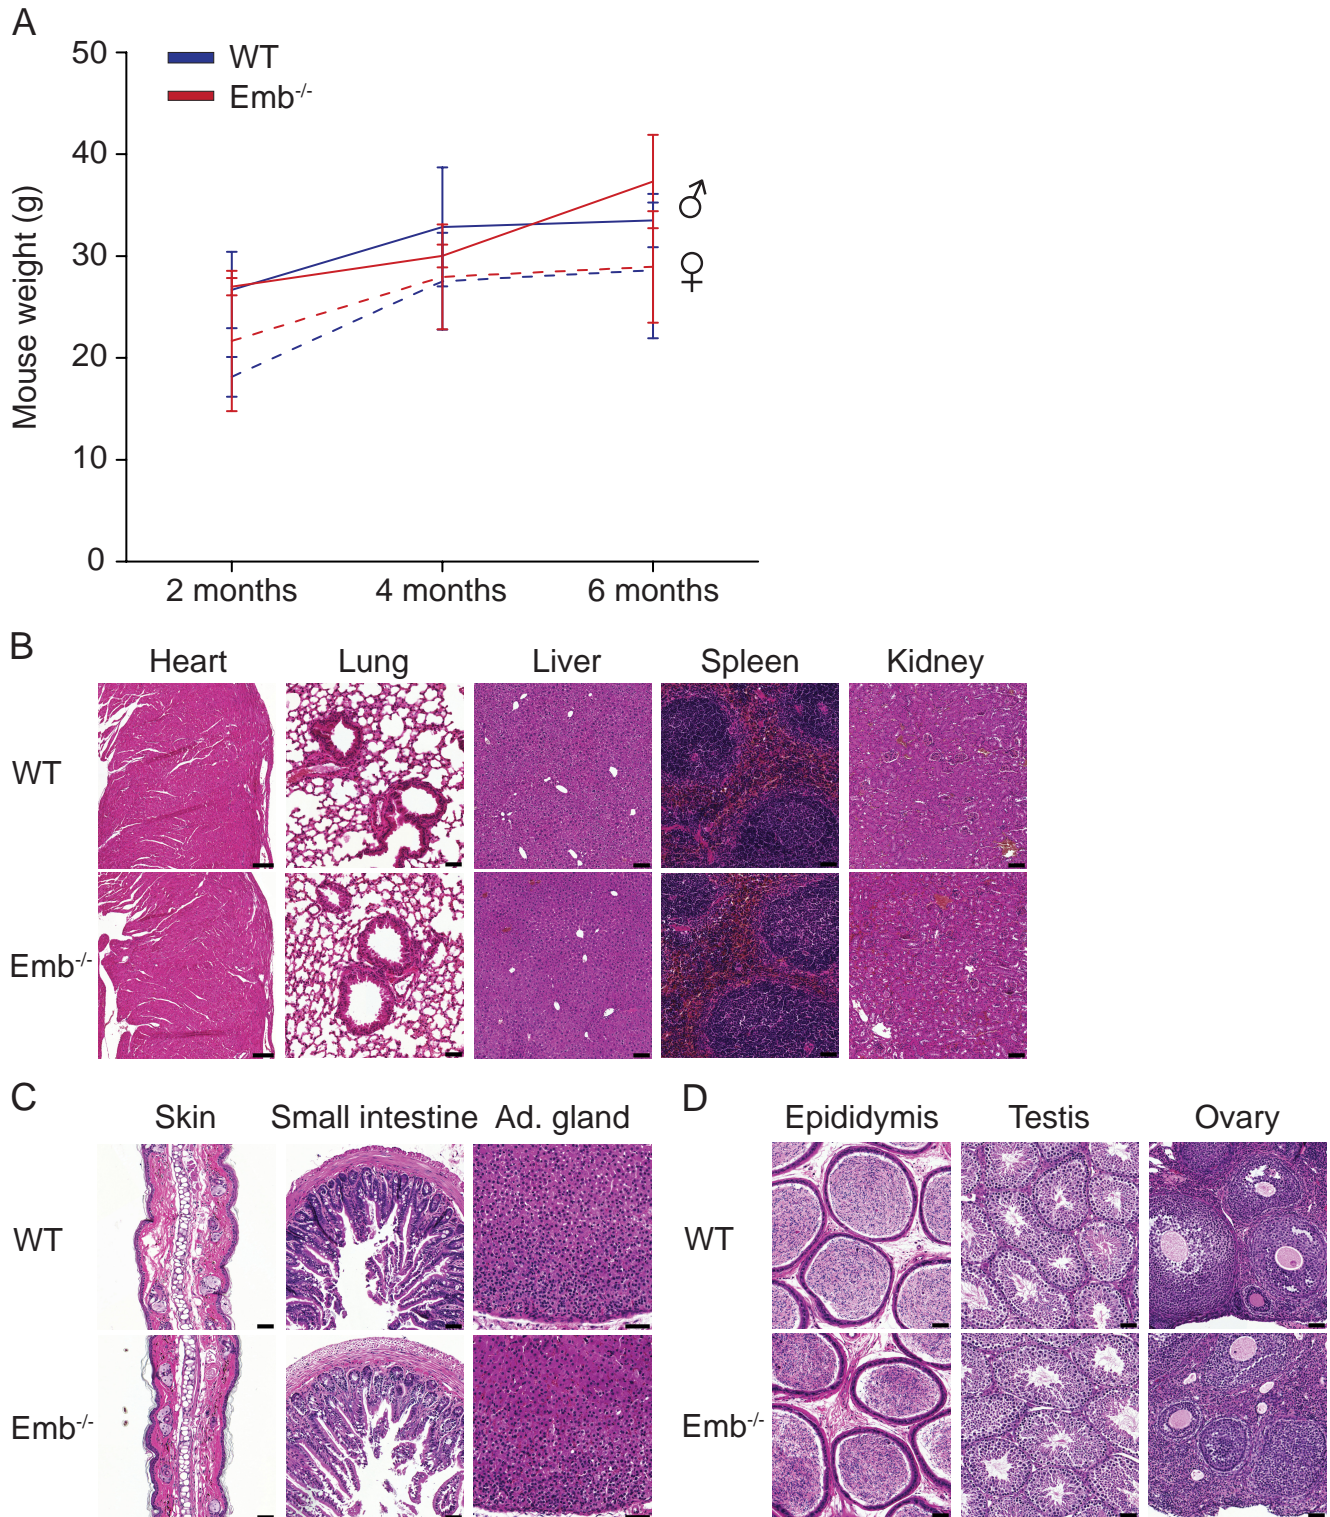 A
50
40
30
20
10
0
Mouse weight (g)
WT
Emb-/-
♂
♀
2 months 4 months 6 months
B
Heart Lung Liver Spleen Kidney
WT
Emb-/-
C
Skin Small intestine Ad. gland
WT
Emb-/-
D
Epididymis Testis Ovary
WT
Emb-/-